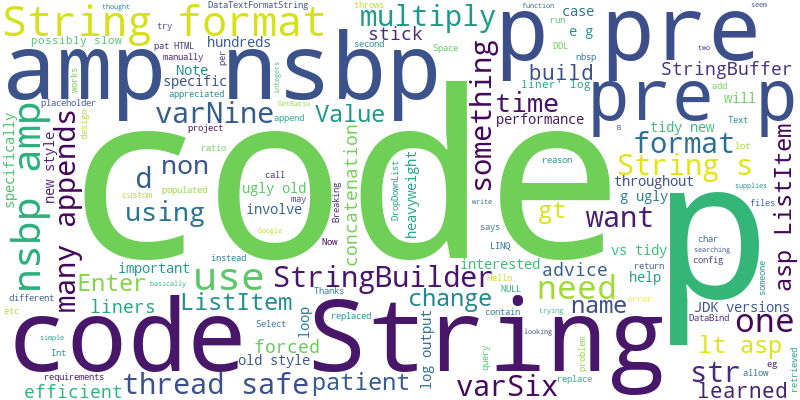 thought
DataTextFormatString
throws
function
String format
multiply
try
case
run
seem
possibly slow
pat HTML
hundreds
stick
second
e g
DDL
two
p pre
manually
per
Space
nbsp
amp nsbp
Note
specific
integers
build
StringBuffer
works
something
liner
log
add
placeholder
appreciated
GetRatio
time
will
pre p
varNine
Value
performance
Text
lot
specifically
new style
design
project
append
B
tidy new
nsbp amp
many appends
ratio
concatenation
format
code p
non
call
DropDownList
heavyweight
reason
String s
char
supplies
d
custom
populated
ugly old
may
Breaking
write
throughout
files
asp ListItem
using
involve
Google
Now
says
gt
want
g ugly
searching
important
instead
basically
LINQ
vs tidy
config
someone
Enter
use
StringBuilder
interested
advice
help
return
different
liners
ListItem
Thanks
change
NULL
Hello
need
name
JDK versions
etc
code String
Select
loop
replaced
log output
contain
trying
error
DataBind
one
simple
Int
forced
old style
query
looking
problem
lt asp
requirements
thread safe
patient
varSix
replace
str
eg
allow
retrieved
efficient
learned